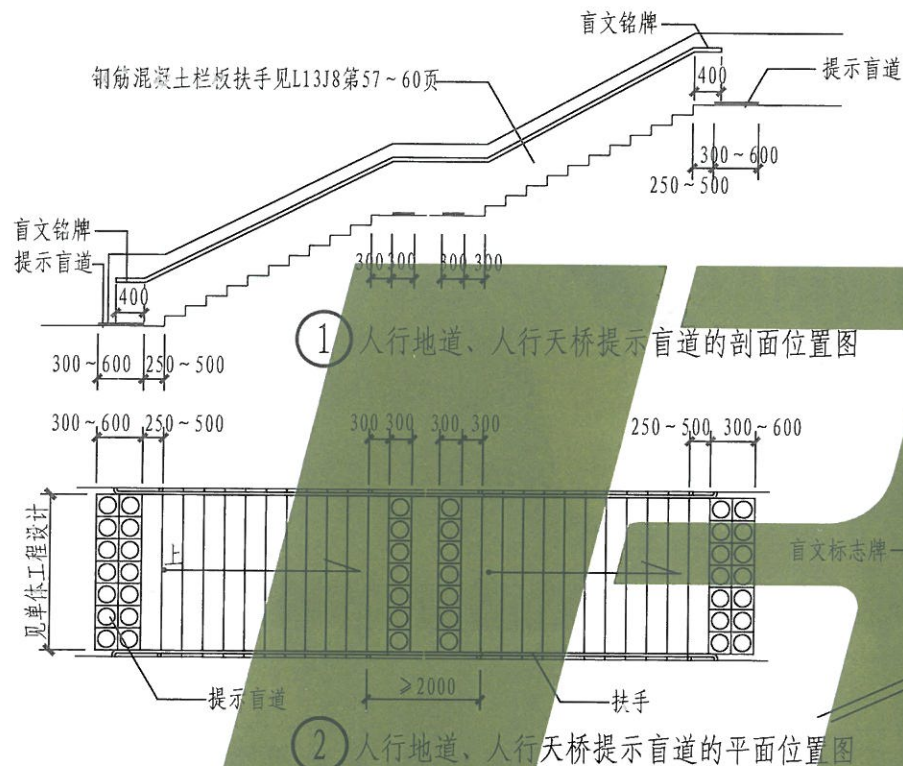 盲文铭牌
钢筋混凝土栏板扶手见L13J8第57~60页
400
提示盲道
300~600
250~500
盲文铭牌
提示盲道
400
300 300 300 300
① 人行地道、人行天桥提示盲道的剖面位置图
300~600 250~500
300~600 250~500 300 300 300 300 250~500 300~600
见单体工程设计
上
盲文标志牌
提示盲道
≥2000
扶手
② 人行地道、人行天桥提示盲道的平面位置图